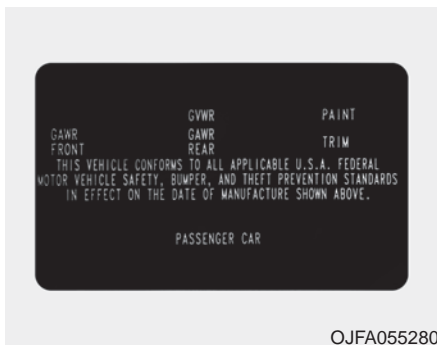 GVWR PAINT
GAWR GAWR
FRONT REAR TRIM
THIS VEHICLE CONFORMS TO ALL APPLICABLE U.S.A. FEDERAL
MOTOR VEHICLE SAFETY, BUMPER, AND THEFT PREVENTION STANDARDS
IN EFFECT ON THE DATE OF MANUFACTURE SHOWN ABOVE.
PASSENGER CAR
OJFA055280